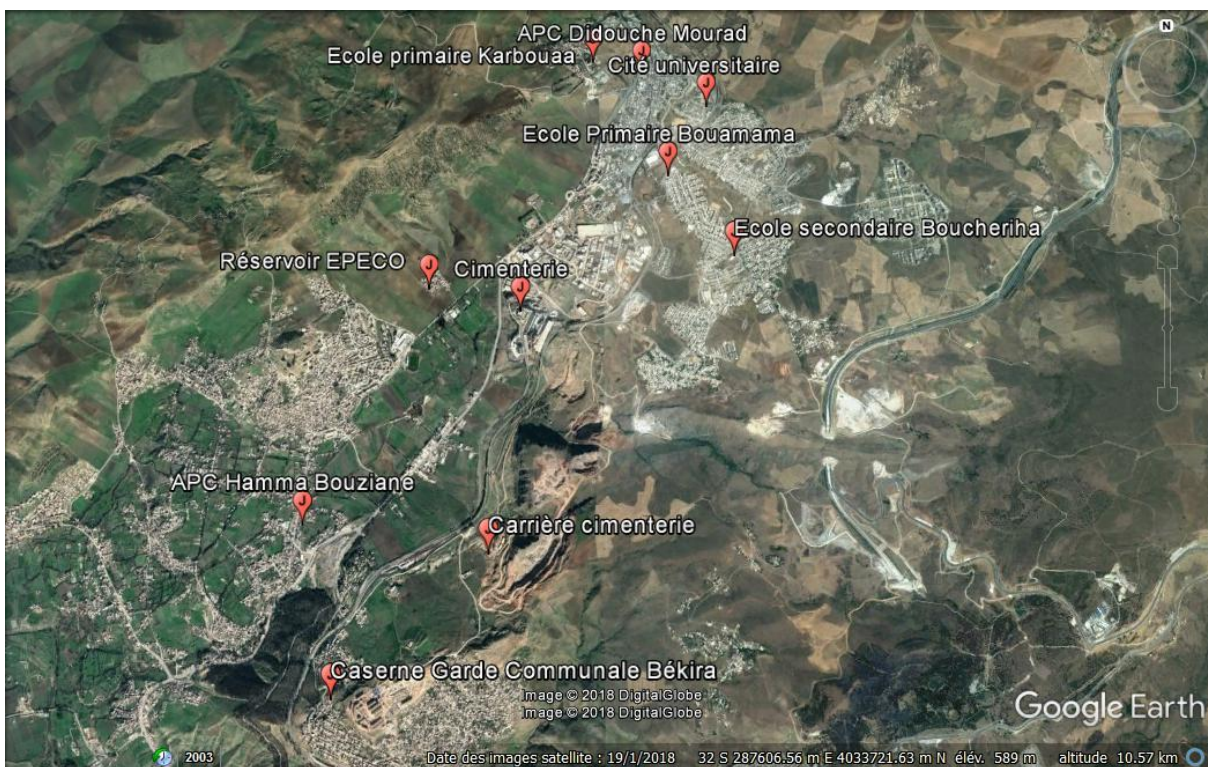 APC Didouche Mourad
Ecole primaire Karbouaa
Cité universitaire
Ecole Primaire Bouamama
Ecole secondaire Boucheriha
Réservoir EPECO
Cimenterie
APC Hamma Bouziane
Carrière cimenterie
Caserne Garde Communale Békira
mage © 2018 DigitalGlobe
mage © 2018 DigitalGlobe
Google Earth
2003
Date des images satellite : 19/1/2018 32 S 287606.56 m E 4033721.63 m N élév. 589 m altitude 10.57 km
N
J
J
J
J
J
J
J
J